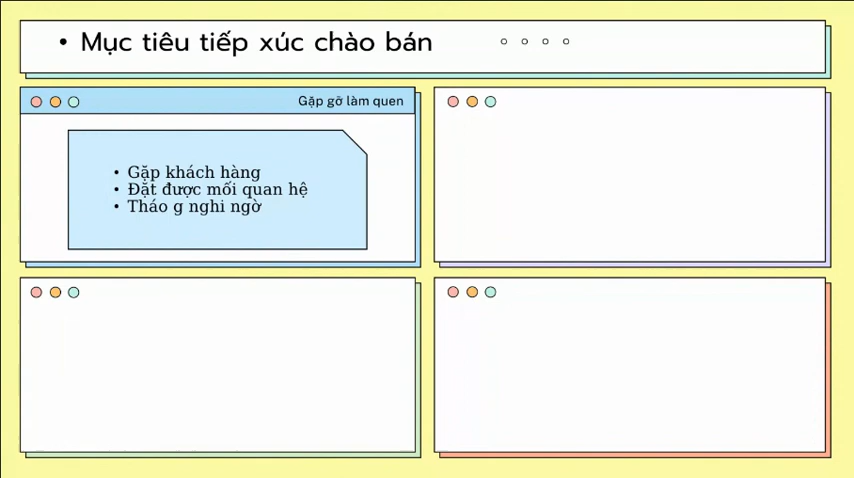 • Mục tiêu tiếp xúc chào bán
Gặp gỡ làm quen
• Gặp khách hàng
• Đặt được mối quan hệ
• Tháo g nghi ngờ